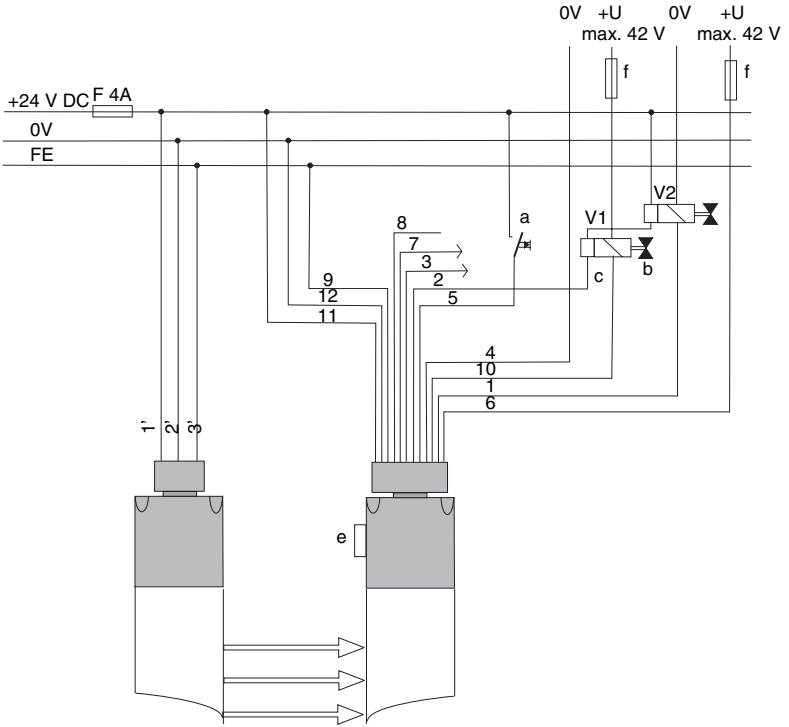 0V +U 0V +U
max. 42 V max. 42 V
f f
+24 V DC F 4A
0V
FE
V2
a V1
8
7
3
b
c
9 2
12 5
11
4
10
1
6
1' 2' 3'
e